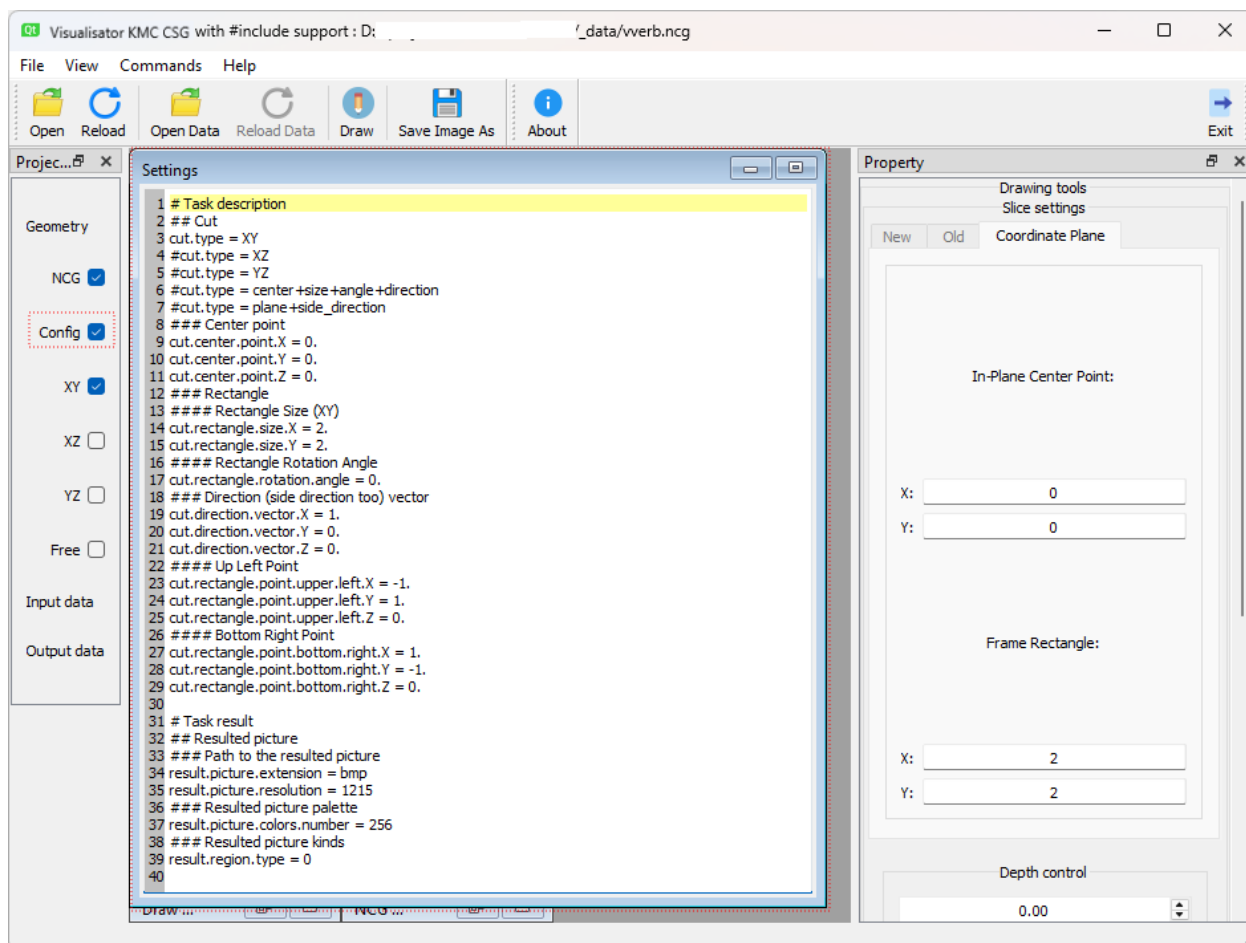 Qt Visualisator KMC CSG with #include support : D: /_data/vverb.ncg
File View Commands Help
Open Reload Open Data Reload Data Draw Save Image As About Exit
Projec...
Geometry
NCG
Config
XY
XZ
YZ
Free
Input data
Output data
Settings
1 # Task description
2 ## Cut
3 cut.type = XY
4 #cut.type = XZ
5 #cut.type = YZ
6 #cut.type = center+size+angle+direction
7 #cut.type = plane+side_direction
8 ### Center point
9 cut.center.point.X = 0.
10 cut.center.point.Y = 0.
11 cut.center.point.Z = 0.
12 ### Rectangle
13 #### Rectangle Size (XY)
14 cut.rectangle.size.X = 2.
15 cut.rectangle.size.Y = 2.
16 #### Rectangle Rotation Angle
17 cut.rectangle.rotation.angle = 0.
18 ### Direction (side direction too) vector
19 cut.direction.vector.X = 1.
20 cut.direction.vector.Y = 0.
21 cut.direction.vector.Z = 0.
22 #### Up Left Point
23 cut.rectangle.point.upper.left.X = -1.
24 cut.rectangle.point.upper.left.Y = 1.
25 cut.rectangle.point.upper.left.Z = 0.
26 #### Bottom Right Point
27 cut.rectangle.point.bottom.right.X = 1.
28 cut.rectangle.point.bottom.right.Y = -1.
29 cut.rectangle.point.bottom.right.Z = 0.
30
31 # Task result
32 ## Resulted picture
33 ### Path to the resulted picture
34 result.picture.extension = bmp
35 result.picture.resolution = 1215
36 ### Resulted picture palette
37 result.picture.colors.number = 256
38 ### Resulted picture kinds
39 result.region.type = 0
40
Draw ... NCG ...
Property
Drawing tools
Slice settings
New Old Coordinate Plane
In-Plane Center Point:
X: 0
Y: 0
Frame Rectangle:
X: 2
Y: 2
Depth control
0.00